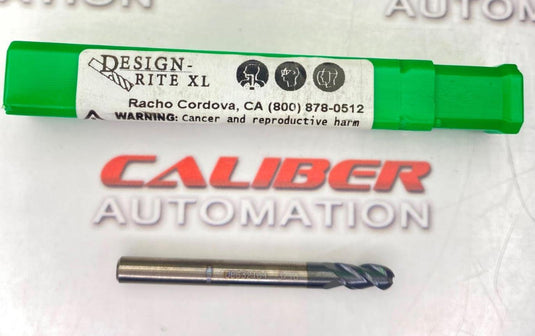 DESIGN-
RITE XL
Racho Cordova, CA (800) 878-0512
WARNING: Cancer and reproductive harm
CALIBER
AUTOMATION